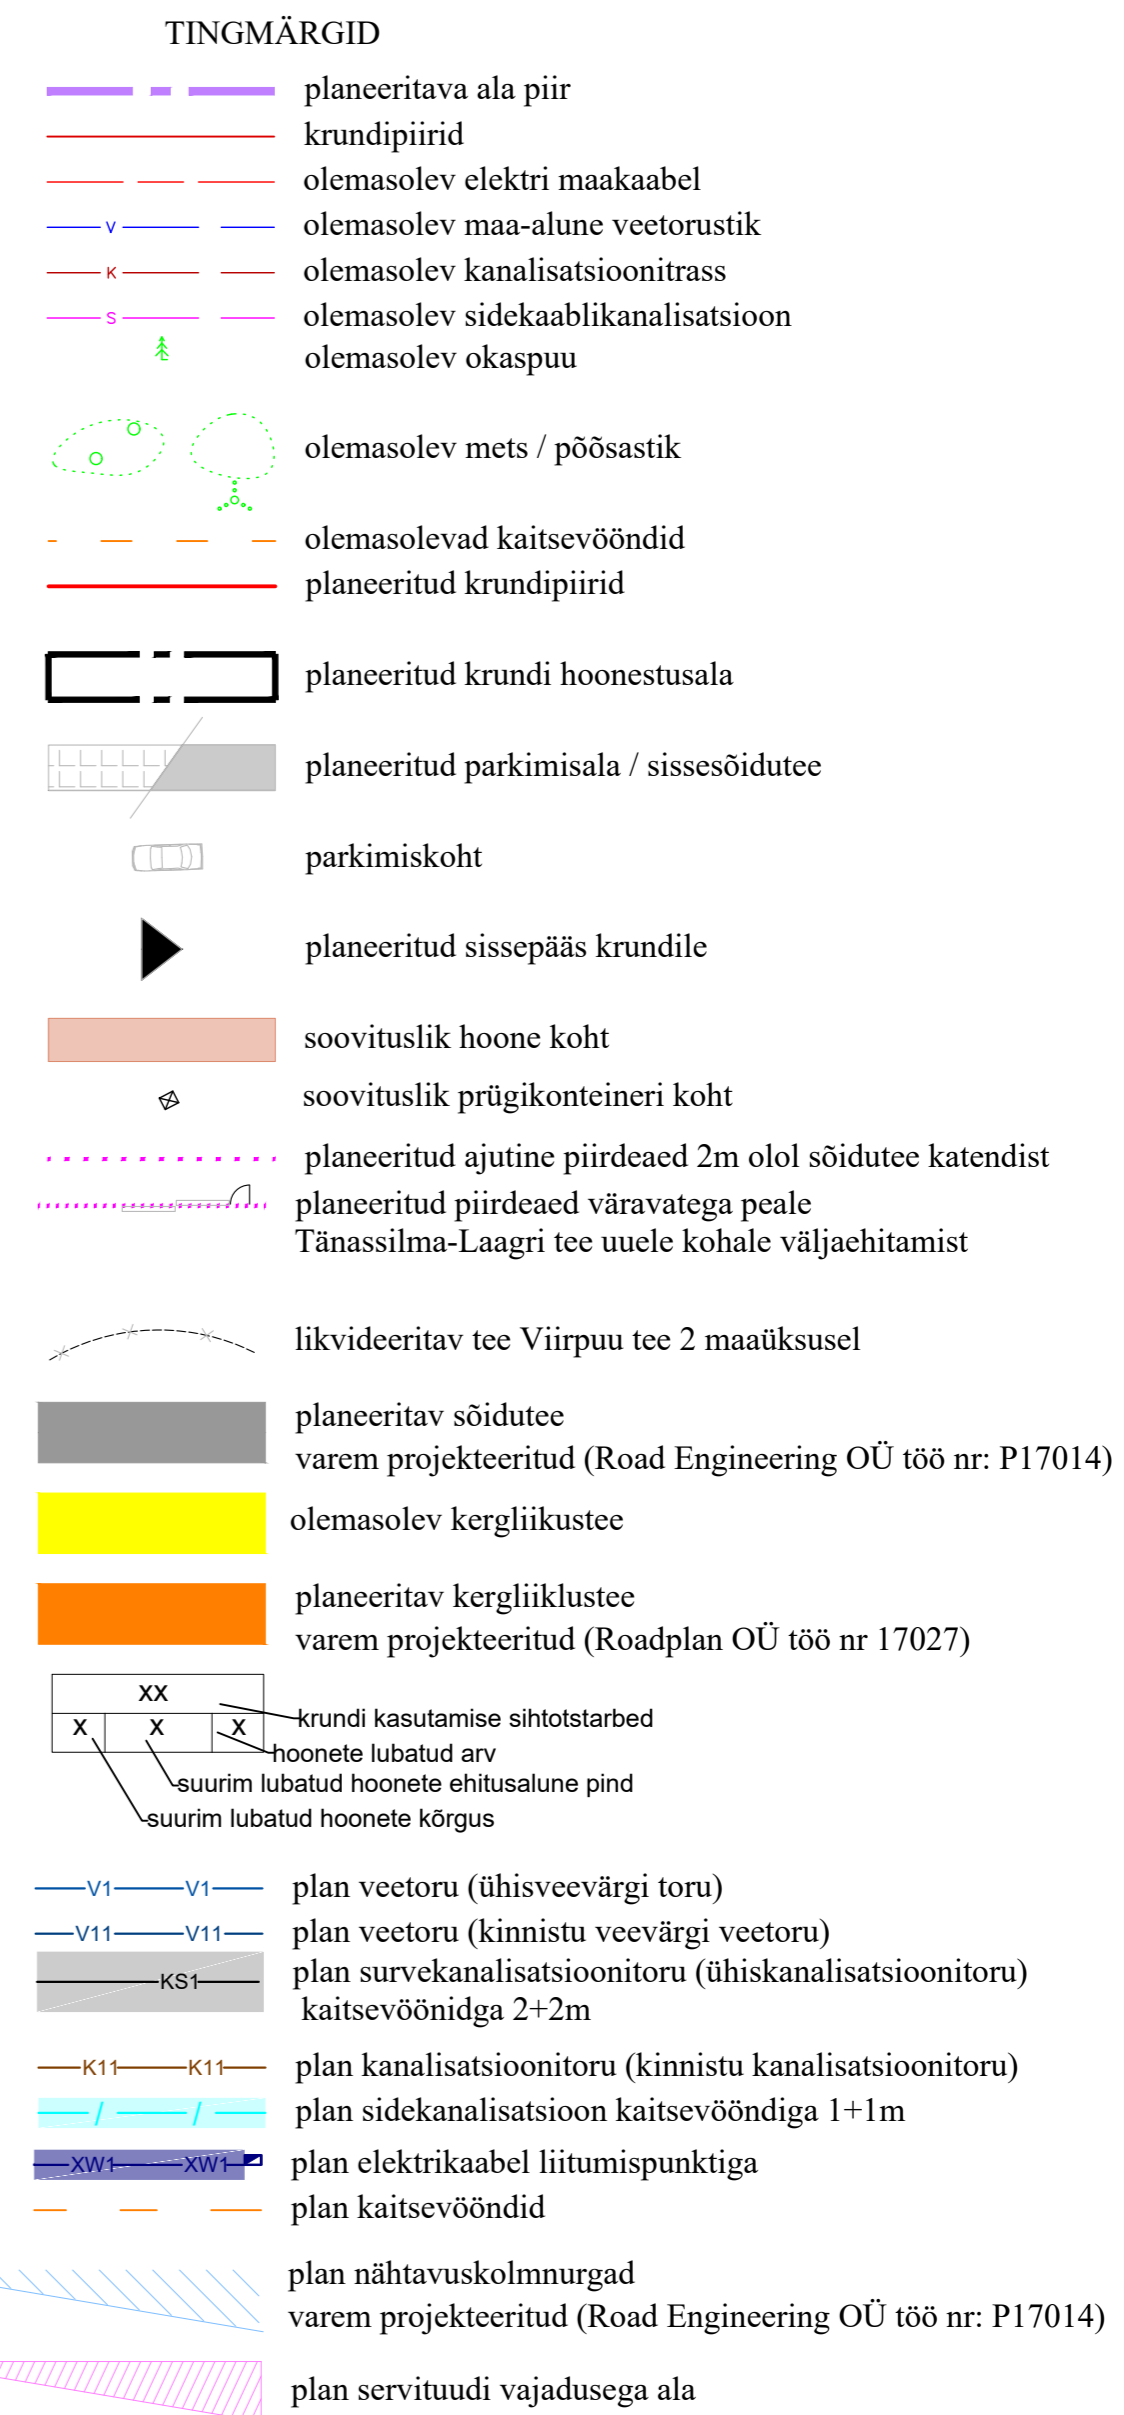 TINGMÄRGID
planeeritava ala piir
krundipiirid
olemasolev elektri maakaabel
V olemasolev maa-alune veetorustik
K olemasolev kanalisatsioonitrass
S olemasolev sidekaablikanalisatsioon
olemasolev okaspuu
olemasolev mets / põõsastik
olemasolevad kaitsevööndid
planeeritud krundipiirid
planeeritud krundi hoonestusala
planeeritud parkimisala / sissesõidutee
parkimiskoht
planeeritud sissepääs krundile
soovituslik hoone koht
soovituslik prügikonteineri koht
planeeritud ajutine piirdeaed 2m olol sõidutee katendist
planeeritud piirdeaed väravatega peale
Tänassilma-Laagri tee uuele kohale väljaehitamist
likvideeritav tee Viirpuu tee 2 maaüksusel
planeeritav sõidutee
varem projekteeritud (Road Engineering OÜ töö nr: P17014)
olemasolev kergliikustee
planeeritav kergliiklustee
varem projekteeritud (Roadplan OÜ töö nr 17027)
XX
krundi kasutamise sihtotstarbed
X X X
hoonete lubatud arv
suurim lubatud hoonete ehitusalune pind
suurim lubatud hoonete kõrgus
V1 V1 plan veetoru (ühisveevärgi toru)
V11 V11 plan veetoru (kinnistu veevärgi veetoru)
KS1 plan survekanalisatsioonitoru (ühiskanalisatsioonitoru)
kaitsevöönidga 2+2m
K11 K11 plan kanalisatsioonitoru (kinnistu kanalisatsioonitoru)
plan sidekanalisatsioon kaitsevööndiga 1+1m
XW1 XW1 plan elektrikaabel liitumispunktiga
plan kaitsevööndid
plan nähtavuskolmnurgad
varem projekteeritud (Road Engineering OÜ töö nr: P17014)
plan servituudi vajadusega ala